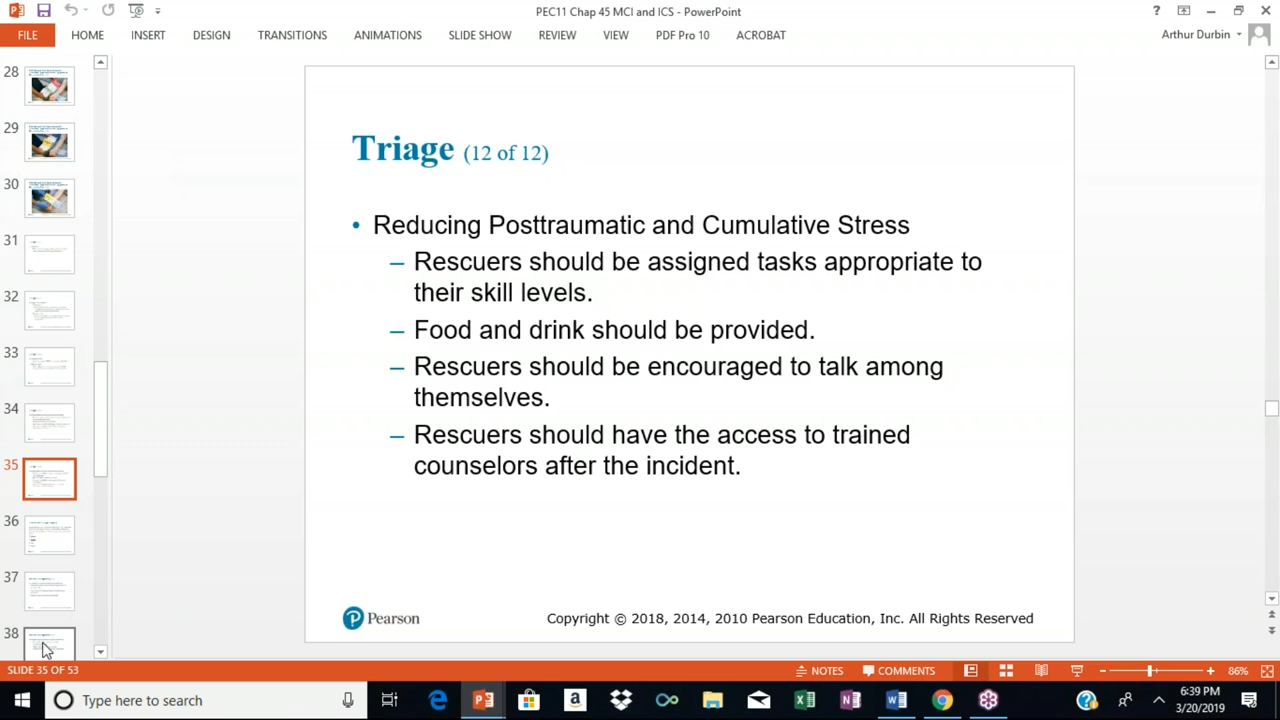 PEC11 Chap 45 MCI and ICS - PowerPoint
FILE HOME INSERT DESIGN TRANSITIONS ANIMATIONS SLIDE SHOW REVIEW VIEW PDF Pro 10 ACROBAT
Arthur Durbin
28
29
30
31
32
33
34
35
36
37
38
Triage (12 of 12)
• Reducing Posttraumatic and Cumulative Stress
– Rescuers should be assigned tasks appropriate to
their skill levels.
– Food and drink should be provided.
– Rescuers should be encouraged to talk among
themselves.
– Rescuers should have the access to trained
counselors after the incident.
Pearson
Copyright © 2018, 2014, 2010 Pearson Education, Inc. All Rights Reserved
SLIDE 35 OF 53
NOTES COMMENTS 86%
Type here to search
6:39 PM
3/20/2019